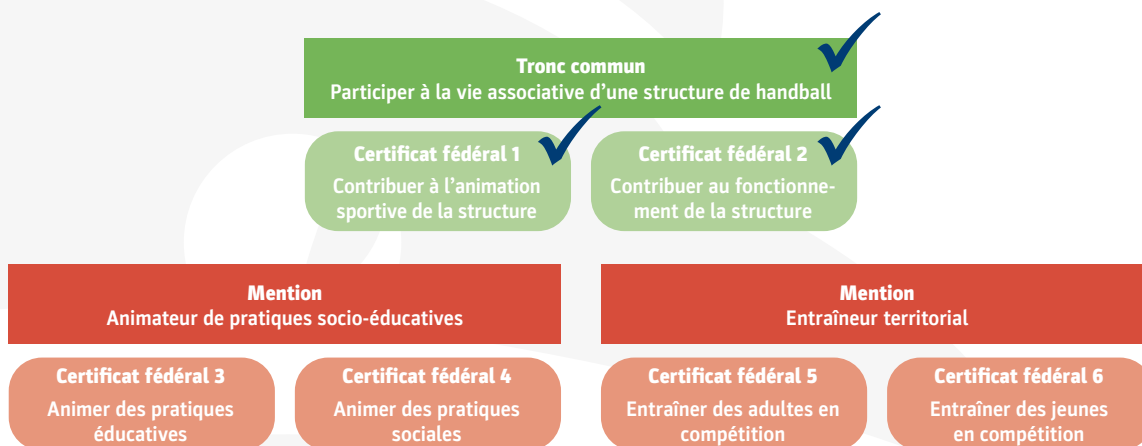 Tronc commun
Participer à la vie associative d’une structure de handball
Certificat fédéral 1
Contribuer à l’animation
sportive de la structure
Certificat fédéral 2
Contribuer au fonctionne-
ment de la structure
Mention
Animateur de pratiques socio-éducatives
Mention
Entraîneur territorial
Certificat fédéral 3
Animer des pratiques
éducatives
Certificat fédéral 4
Animer des pratiques
sociales
Certificat fédéral 5
Entraîner des adultes en
compétition
Certificat fédéral 6
Entraîner des jeunes
en compétition